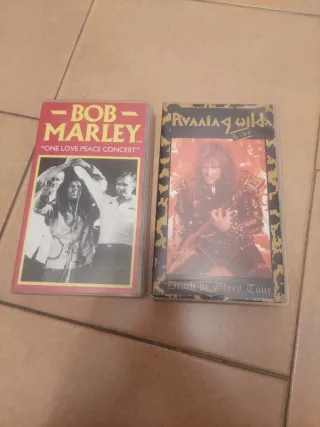 BOB
MARLEY
"ONE LOVE PEACE CONCERT"
Running wild
Live
Death or Glory Tour